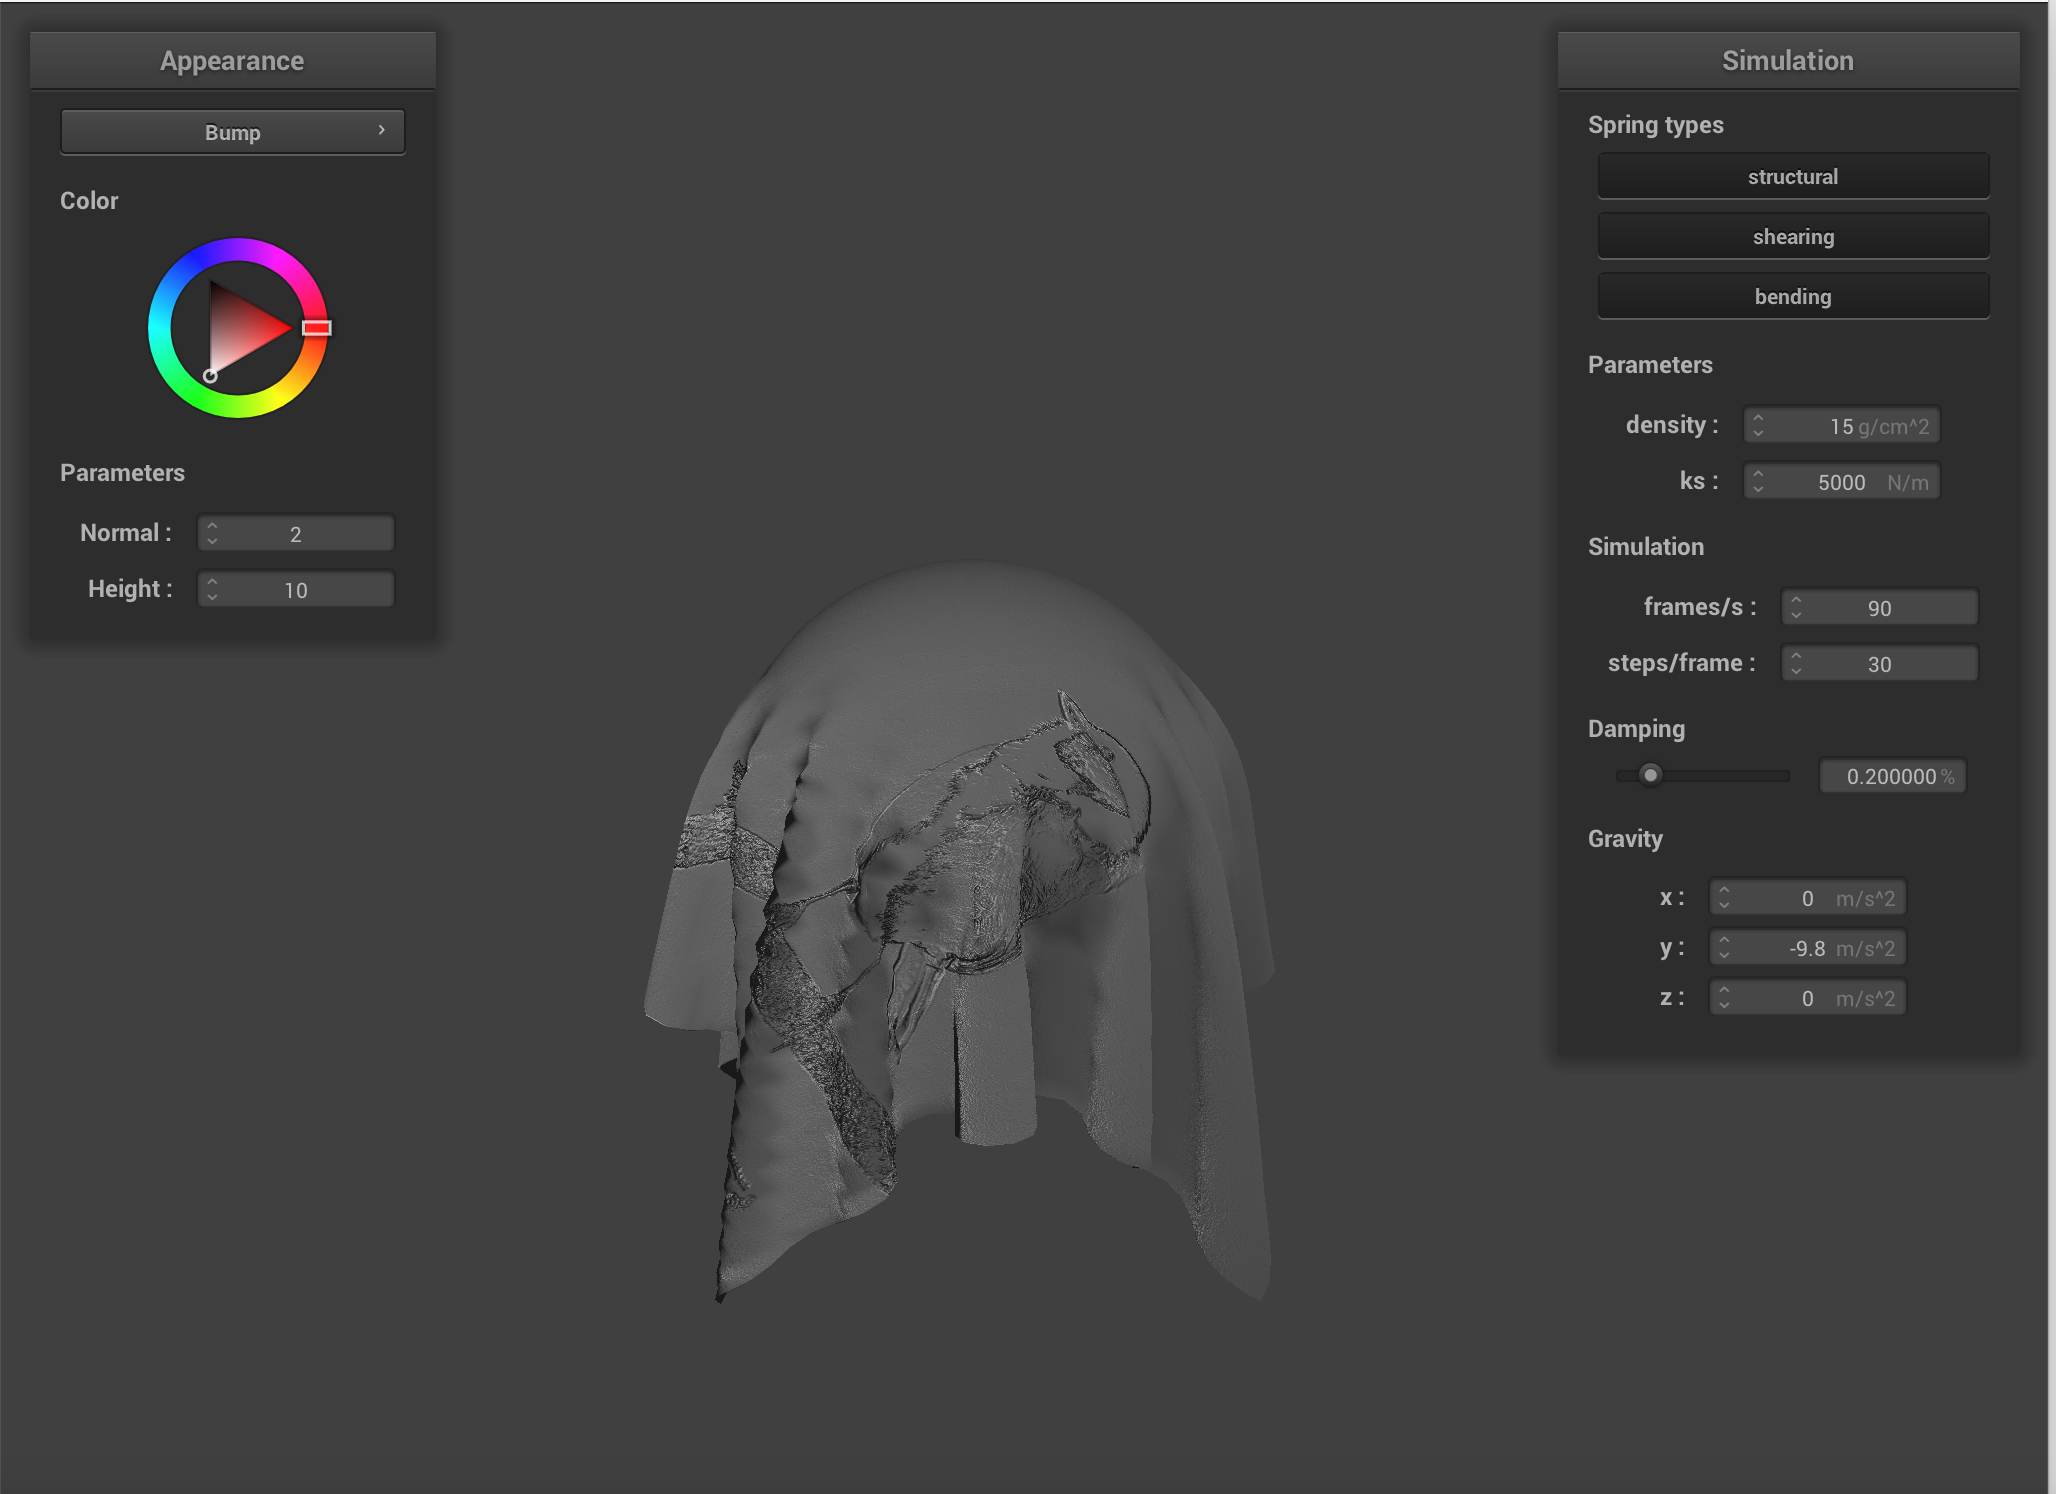 Appearance
Bump
Color
Parameters
Normal : 2
Height : 10
Simulation
Spring types
structural
shearing
bending
Parameters
density : 15 g/cm^2
ks : 5000 N/m
Simulation
frames/s : 90
steps/frame : 30
Damping
0.200000 %
Gravity
x : 0 m/s^2
y : -9.8 m/s^2
z : 0 m/s^2